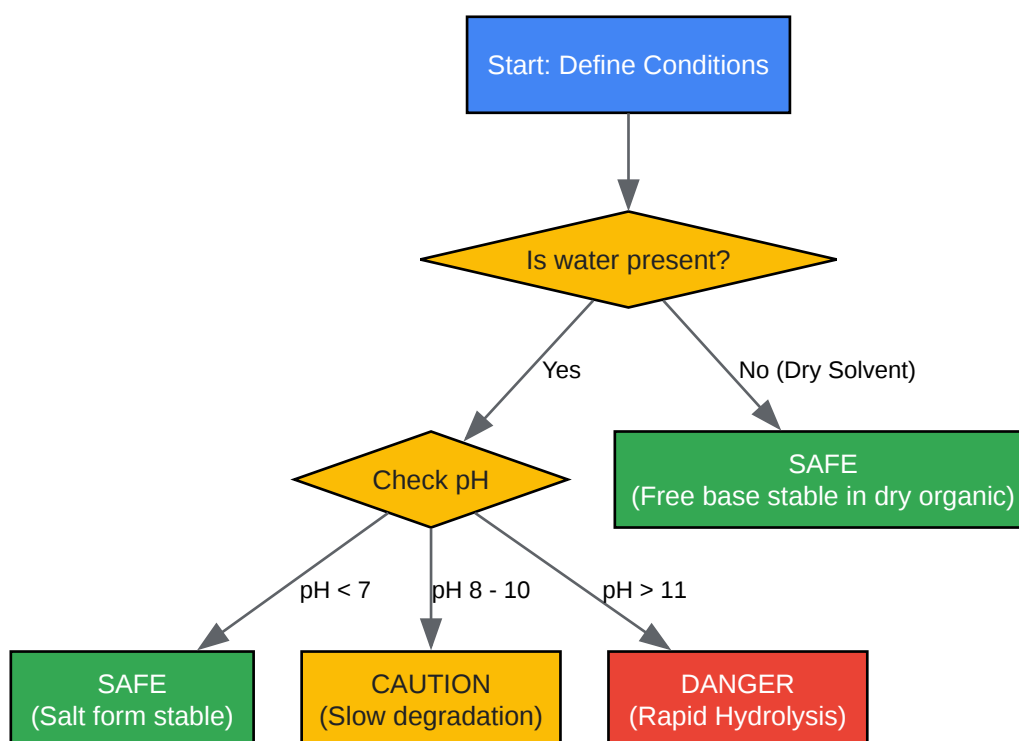 Start: Define Conditions
Is water present?
Yes
No (Dry Solvent)
Check pH
SAFE
(Free base stable in dry organic)
pH < 7
pH 8 - 10
pH > 11
SAFE
(Salt form stable)
CAUTION
(Slow degradation)
DANGER
(Rapid Hydrolysis)